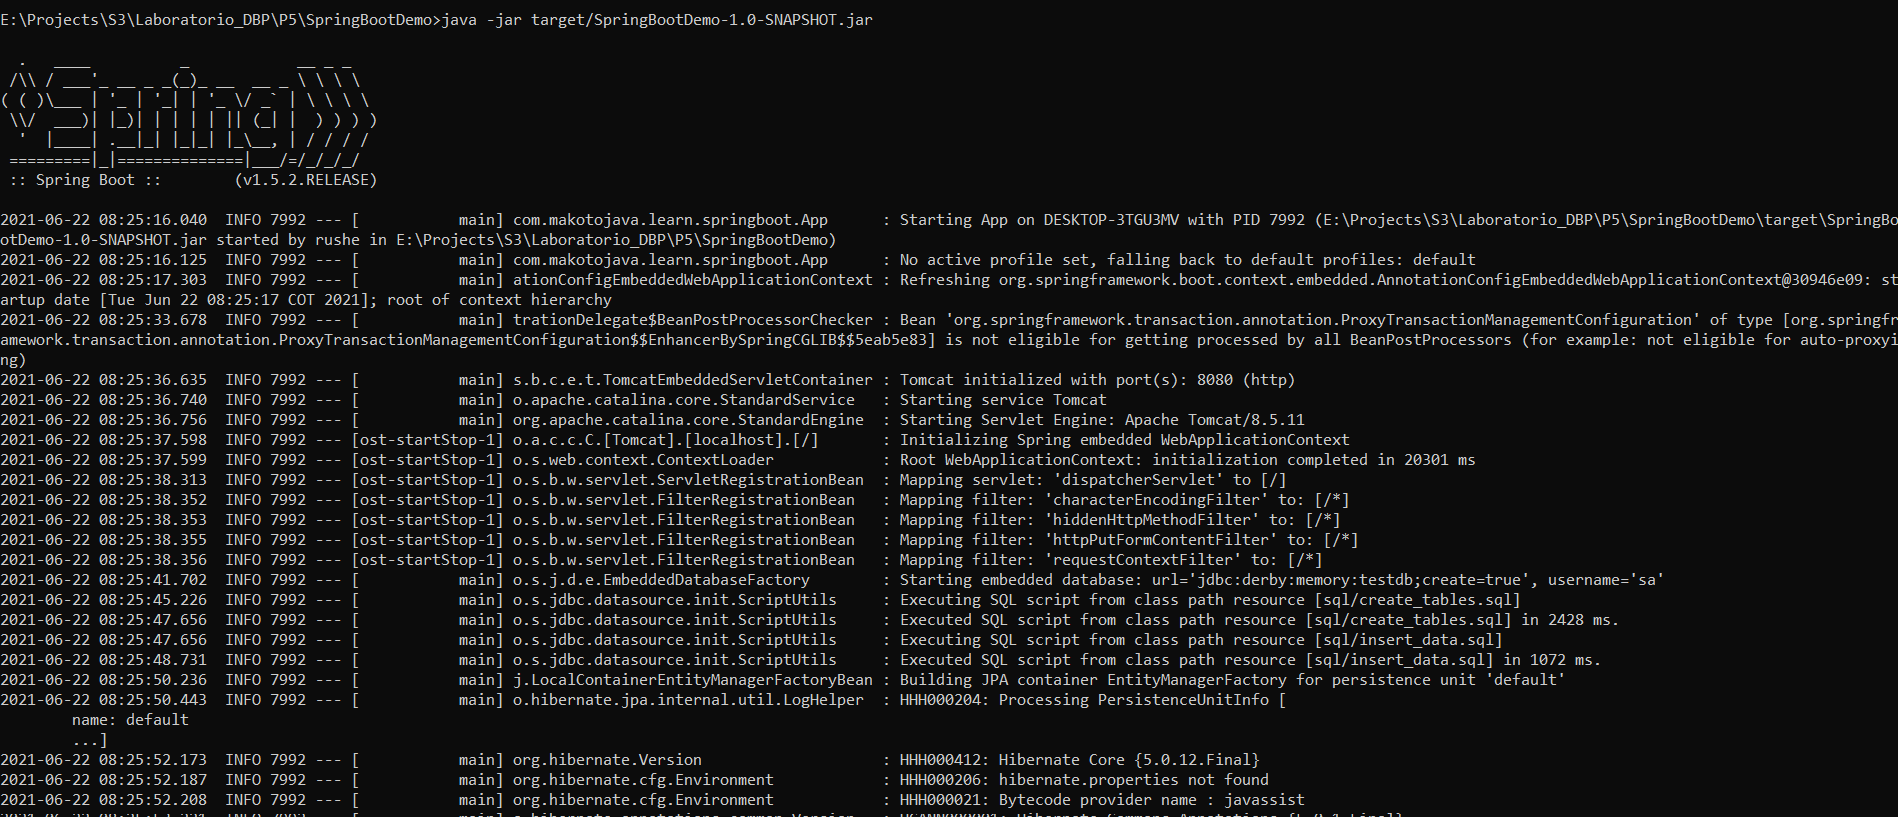 E:\Projects\S3\Laboratorio_DBP\P5\SpringBootDemo>java -jar target/SpringBootDemo-1.0-SNAPSHOT.jar
  .   ____          _            __ _ _
 /\\ / ___'_ __ _ _(_)_ __  __ _ \ \ \ \
( ( )\___ | '_ | '_| | '_ \/ _` | \ \ \ \
 \\/  ___)| |_)| | | | | || (_| |  ) ) ) )
  '  |____| .__|_| |_|_| |_\__, | / / / /
 =========|_|==============|___/=/_/_/_/
 :: Spring Boot ::        (v1.5.2.RELEASE)
2021-06-22 08:25:16.040  INFO 7992 --- [           main] com.makotojava.learn.springboot.App      : Starting App on DESKTOP-3TGU3MV with PID 7992 (E:\Projects\S3\Laboratorio_DBP\P5\SpringBootDemo\target\SpringBo
otDemo-1.0-SNAPSHOT.jar started by rushe in E:\Projects\S3\Laboratorio_DBP\P5\SpringBootDemo)
2021-06-22 08:25:16.125  INFO 7992 --- [           main] com.makotojava.learn.springboot.App      : No active profile set, falling back to default profiles: default
2021-06-22 08:25:17.303  INFO 7992 --- [           main] ationConfigEmbeddedWebApplicationContext : Refreshing org.springframework.boot.context.embedded.AnnotationConfigEmbeddedWebApplicationContext@30946e09: st
artup date [Tue Jun 22 08:25:17 COT 2021]; root of context hierarchy
2021-06-22 08:25:33.678  INFO 7992 --- [           main] trationDelegate$BeanPostProcessorChecker : Bean 'org.springframework.transaction.annotation.ProxyTransactionManagementConfiguration' of type [org.springfr
amework.transaction.annotation.ProxyTransactionManagementConfiguration$$EnhancerBySpringCGLIB$$5eab5e83] is not eligible for getting processed by all BeanPostProcessors (for example: not eligible for auto-proxyi
ng)
2021-06-22 08:25:36.635  INFO 7992 --- [           main] s.b.c.e.t.TomcatEmbeddedServletContainer : Tomcat initialized with port(s): 8080 (http)
2021-06-22 08:25:36.740  INFO 7992 --- [           main] o.apache.catalina.core.StandardService   : Starting service Tomcat
2021-06-22 08:25:36.756  INFO 7992 --- [           main] org.apache.catalina.core.StandardEngine  : Starting Servlet Engine: Apache Tomcat/8.5.11
2021-06-22 08:25:37.598  INFO 7992 --- [ost-startStop-1] o.a.c.c.C.[Tomcat].[localhost].[/]       : Initializing Spring embedded WebApplicationContext
2021-06-22 08:25:37.599  INFO 7992 --- [ost-startStop-1] o.s.web.context.ContextLoader            : Root WebApplicationContext: initialization completed in 20301 ms
2021-06-22 08:25:38.313  INFO 7992 --- [ost-startStop-1] o.s.b.w.servlet.ServletRegistrationBean  : Mapping servlet: 'dispatcherServlet' to [/]
2021-06-22 08:25:38.352  INFO 7992 --- [ost-startStop-1] o.s.b.w.servlet.FilterRegistrationBean   : Mapping filter: 'characterEncodingFilter' to: [/*]
2021-06-22 08:25:38.353  INFO 7992 --- [ost-startStop-1] o.s.b.w.servlet.FilterRegistrationBean   : Mapping filter: 'hiddenHttpMethodFilter' to: [/*]
2021-06-22 08:25:38.355  INFO 7992 --- [ost-startStop-1] o.s.b.w.servlet.FilterRegistrationBean   : Mapping filter: 'httpPutFormContentFilter' to: [/*]
2021-06-22 08:25:38.356  INFO 7992 --- [ost-startStop-1] o.s.b.w.servlet.FilterRegistrationBean   : Mapping filter: 'requestContextFilter' to: [/*]
2021-06-22 08:25:41.702  INFO 7992 --- [           main] o.s.j.d.e.EmbeddedDatabaseFactory        : Starting embedded database: url='jdbc:derby:memory:testdb;create=true', username='sa'
2021-06-22 08:25:45.226  INFO 7992 --- [           main] o.s.jdbc.datasource.init.ScriptUtils     : Executing SQL script from class path resource [sql/create_tables.sql]
2021-06-22 08:25:47.656  INFO 7992 --- [           main] o.s.jdbc.datasource.init.ScriptUtils     : Executed SQL script from class path resource [sql/create_tables.sql] in 2428 ms.
2021-06-22 08:25:47.656  INFO 7992 --- [           main] o.s.jdbc.datasource.init.ScriptUtils     : Executing SQL script from class path resource [sql/insert_data.sql]
2021-06-22 08:25:48.731  INFO 7992 --- [           main] o.s.jdbc.datasource.init.ScriptUtils     : Executed SQL script from class path resource [sql/insert_data.sql] in 1072 ms.
2021-06-22 08:25:50.236  INFO 7992 --- [           main] j.LocalContainerEntityManagerFactoryBean : Building JPA container EntityManagerFactory for persistence unit 'default'
2021-06-22 08:25:50.443  INFO 7992 --- [           main] o.hibernate.jpa.internal.util.LogHelper  : HHH000204: Processing PersistenceUnitInfo [
        name: default
        ...]
2021-06-22 08:25:52.173  INFO 7992 --- [           main] org.hibernate.Version                    : HHH000412: Hibernate Core {5.0.12.Final}
2021-06-22 08:25:52.187  INFO 7992 --- [           main] org.hibernate.cfg.Environment            : HHH000206: hibernate.properties not found
2021-06-22 08:25:52.208  INFO 7992 --- [           main] org.hibernate.cfg.Environment            : HHH000021: Bytecode provider name : javassist